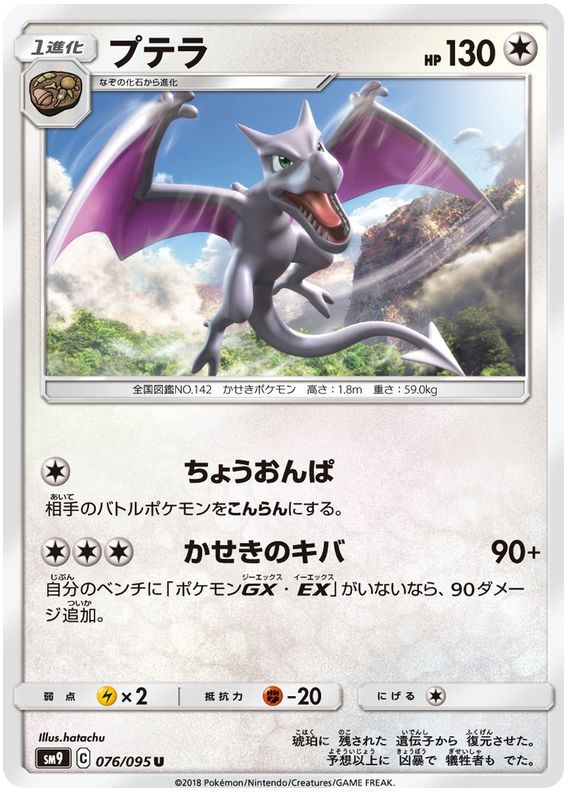 1進化 プテラ HP 130
なぞの化石から進化
全国図鑑NO.142 かせきポケモン 高さ：1.8m 重さ：59.0kg
ちょうおんぱ
相手のバトルポケモンをこんらんにする。
かせきのキバ 90+
自分のベンチに「ポケモンGX・EX」がいないなら、90ダメー
ジ追加。
弱点 ×2 抵抗力 -20 にげる
Illus.hatachu
SM9 C 076/095 U
琥珀に 残された 遺伝子から 復元させた。
予想以上に 凶暴で 犠牲者も でた。
©2018 Pokémon/Nintendo/Creatures/GAME FREAK.